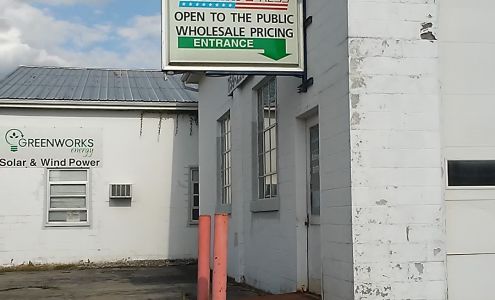 OPEN TO THE PUBLIC
WHOLESALE PRICING
ENTRANCE
GREENWORKS
energy
Solar & Wind Power